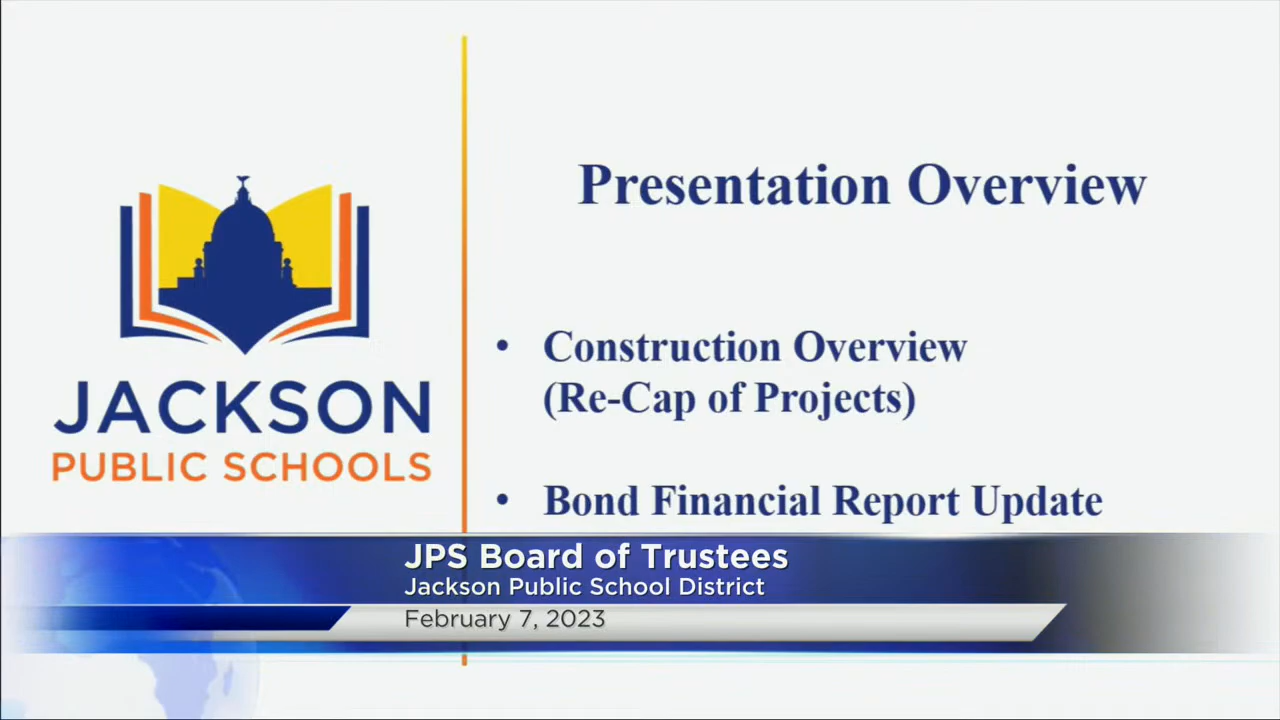 JACKSON
PUBLIC SCHOOLS
Presentation Overview
• Construction Overview
(Re-Cap of Projects)
• Bond Financial Report Update
JPS Board of Trustees
Jackson Public School District
February 7, 2023